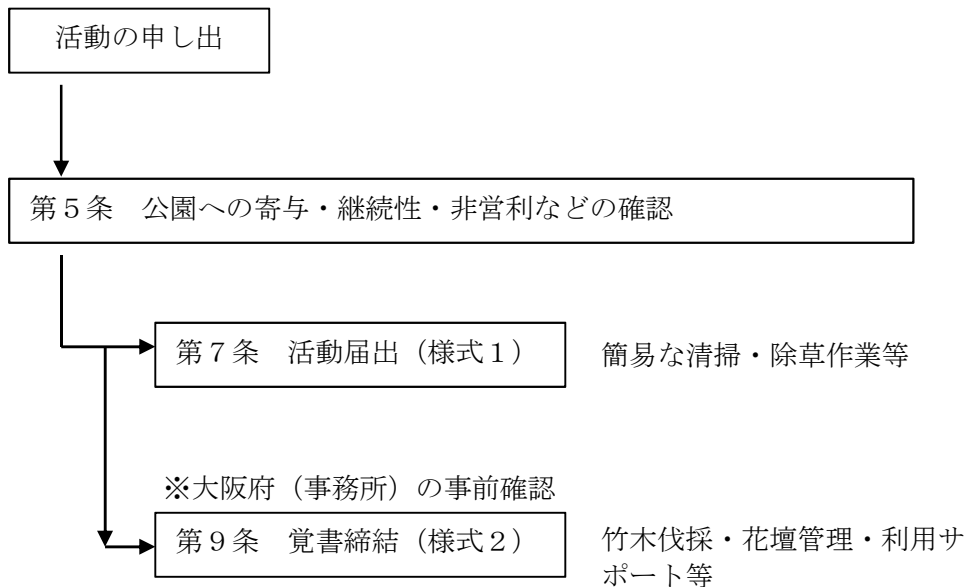 活動の申し出
第５条　公園への寄与・継続性・非営利などの確認
第７条　活動届出（様式１）
簡易な清掃・除草作業等
※大阪府（事務所）の事前確認
第９条　覚書締結（様式２）
竹木伐採・花壇管理・利用サ
ポート等